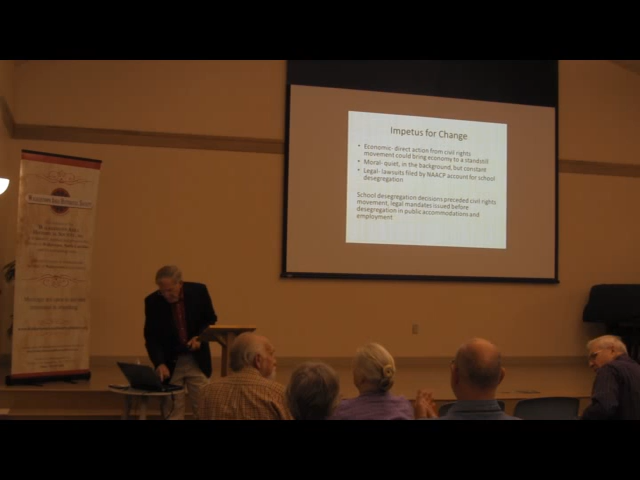 Impetus for Change
• Economic- direct action from civil rights
movement could bring economy to a standstill
• Moral- quiet, in the background, but constant
• Legal- lawsuits filed by NAACP account for school
desegregation
School desegregation decisions preceded civil rights
movement, legal mandates issued before
desegregation in public accommodations and
employment